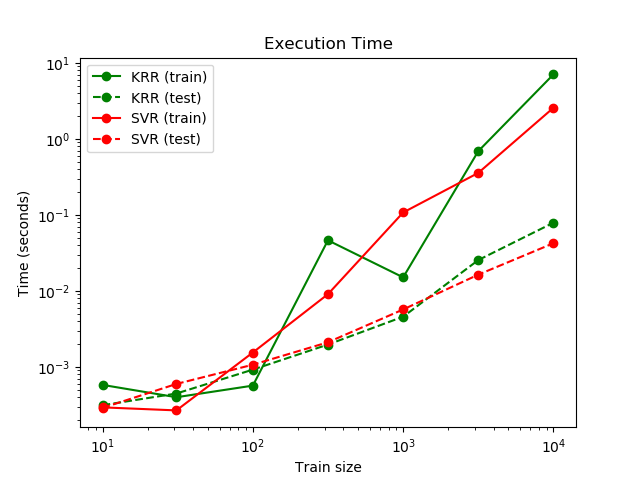 Execution Time
KRR (train)
KRR (test)
SVR (train)
SVR (test)
10¹
10⁰
10⁻¹
10⁻²
10⁻³
Time (seconds)
10¹ 10² 10³ 10⁴
Train size